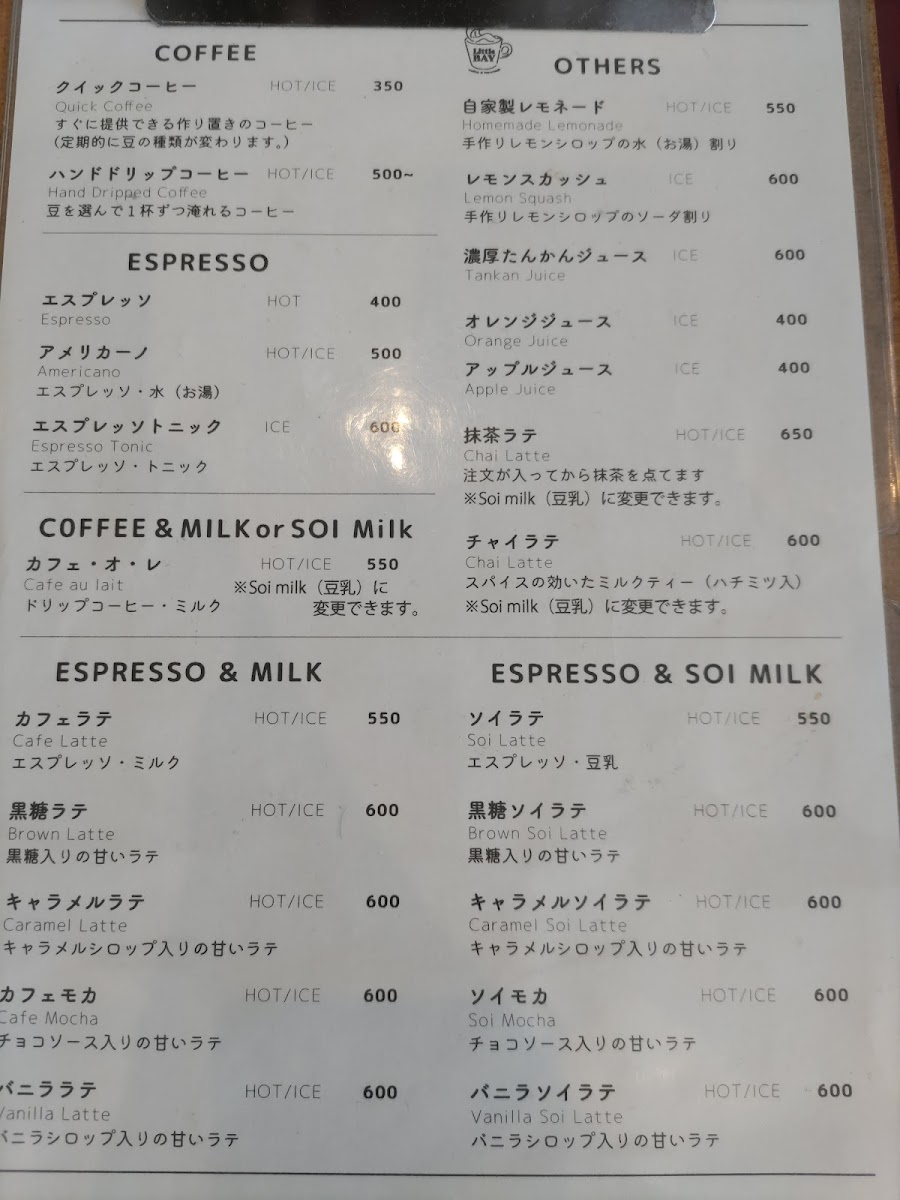 COFFEE
クイックコーヒー HOT/ICE 350
Quick Coffee
すぐに提供できる作り置きのコーヒー
（定期的に豆の種類が変わります。）
ハンドドリップコーヒー HOT/ICE 500~
Hand Dripped Coffee
豆を選んで1杯ずつ淹れるコーヒー
ESPRESSO
エスプレッソ HOT 400
Espresso
アメリカーノ HOT/ICE 500
Americano
エスプレッソ・水（お湯）
エスプレッソトニック ICE 600
Espresso Tonic
エスプレッソ・トニック
COFFEE & MILK or SOI Milk
カフェ・オ・レ HOT/ICE 550
Cafe au lait ※Soi milk（豆乳）に
ドリップコーヒー・ミルク 変更できます。
Little
BAY
OTHERS
自家製レモネード HOT/ICE 550
Homemade Lemonade
手作りレモンシロップの水（お湯）割り
レモンスカッシュ ICE 600
Lemon Squash
手作りレモンシロップのソーダ割り
濃厚たんかんジュース ICE 600
Tankan Juice
オレンジジュース ICE 400
Orange Juice
アップルジュース ICE 400
Apple Juice
抹茶ラテ HOT/ICE 650
Chai Latte
注文が入ってから抹茶を点てます
※Soi milk（豆乳）に変更できます。
チャイラテ HOT/ICE 600
Chai Latte
スパイスの効いたミルクティー（ハチミツ入）
※Soi milk（豆乳）に変更できます。
ESPRESSO & MILK
カフェラテ HOT/ICE 550
Cafe Latte
エスプレッソ・ミルク
黒糖ラテ HOT/ICE 600
Brown Latte
黒糖入りの甘いラテ
キャラメルラテ HOT/ICE 600
Caramel Latte
キャラメルシロップ入りの甘いラテ
カフェモカ HOT/ICE 600
Cafe Mocha
チョコソース入りの甘いラテ
バニララテ HOT/ICE 600
Vanilla Latte
バニラシロップ入りの甘いラテ
ESPRESSO & SOI MILK
ソイラテ HOT/ICE 550
Soi Latte
エスプレッソ・豆乳
黒糖ソイラテ HOT/ICE 600
Brown Soi Latte
黒糖入りの甘いラテ
キャラメルソイラテ HOT/ICE 600
Caramel Soi Latte
キャラメルシロップ入りの甘いラテ
ソイモカ HOT/ICE 600
Soi Mocha
チョコソース入りの甘いラテ
バニラソイラテ HOT/ICE 600
Vanilla Soi Latte
バニラシロップ入りの甘いラテ